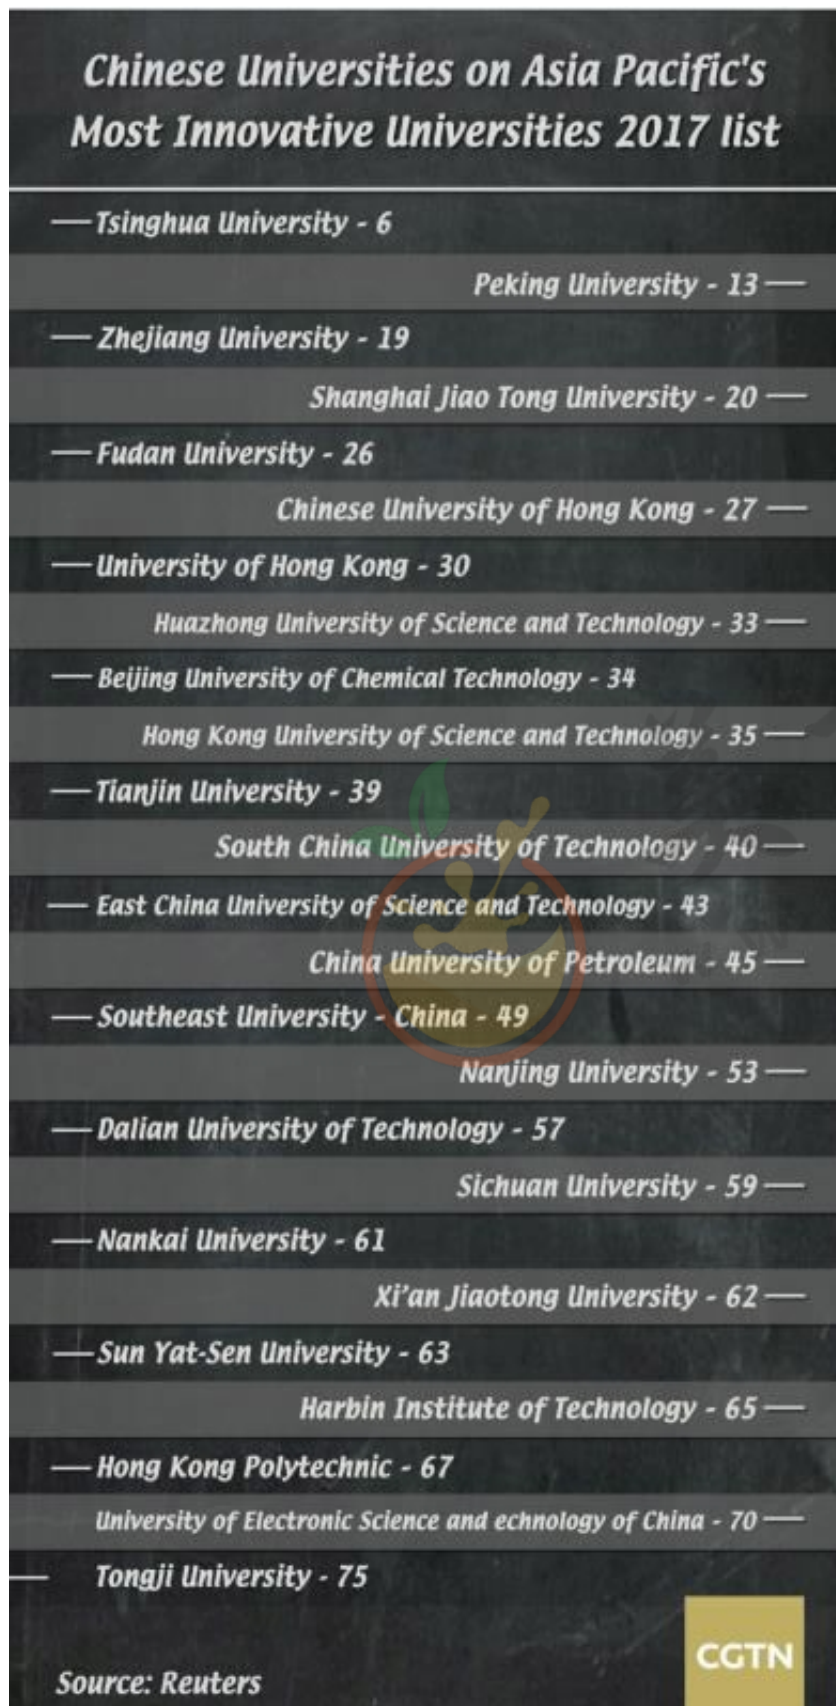 Chinese Universities on Asia Pacific's
Most Innovative Universities 2017 list
Tsinghua University - 6
Peking University - 13
Zhejiang University - 19
Shanghai Jiao Tong University - 20
Fudan University - 26
Chinese University of Hong Kong - 27
University of Hong Kong - 30
Huazhong University of Science and Technology - 33
Beijing University of Chemical Technology - 34
Hong Kong University of Science and Technology - 35
Tianjin University - 39
South China University of Technology - 40
East China University of Science and Technology - 43
China University of Petroleum - 45
Southeast University - China - 49
Nanjing University - 53
Dalian University of Technology - 57
Sichuan University - 59
Nankai University - 61
Xi'an Jiaotong University - 62
Sun Yat-Sen University - 63
Harbin Institute of Technology - 65
Hong Kong Polytechnic - 67
University of Electronic Science and echnology of China - 70
Tongji University - 75
CGTN
Source: Reuters